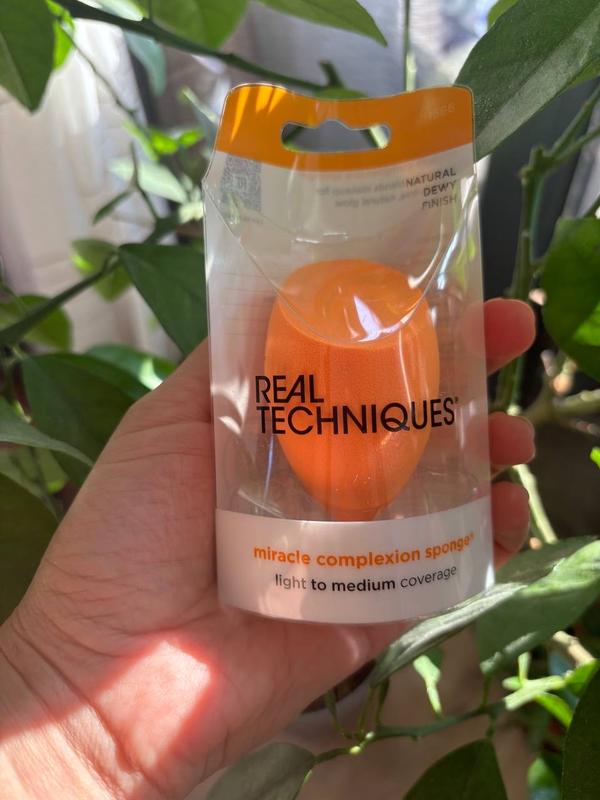 NATURAL
DEWY
FINISH
REAL
TECHNIQUES®
miracle complexion sponge®
light to medium coverage